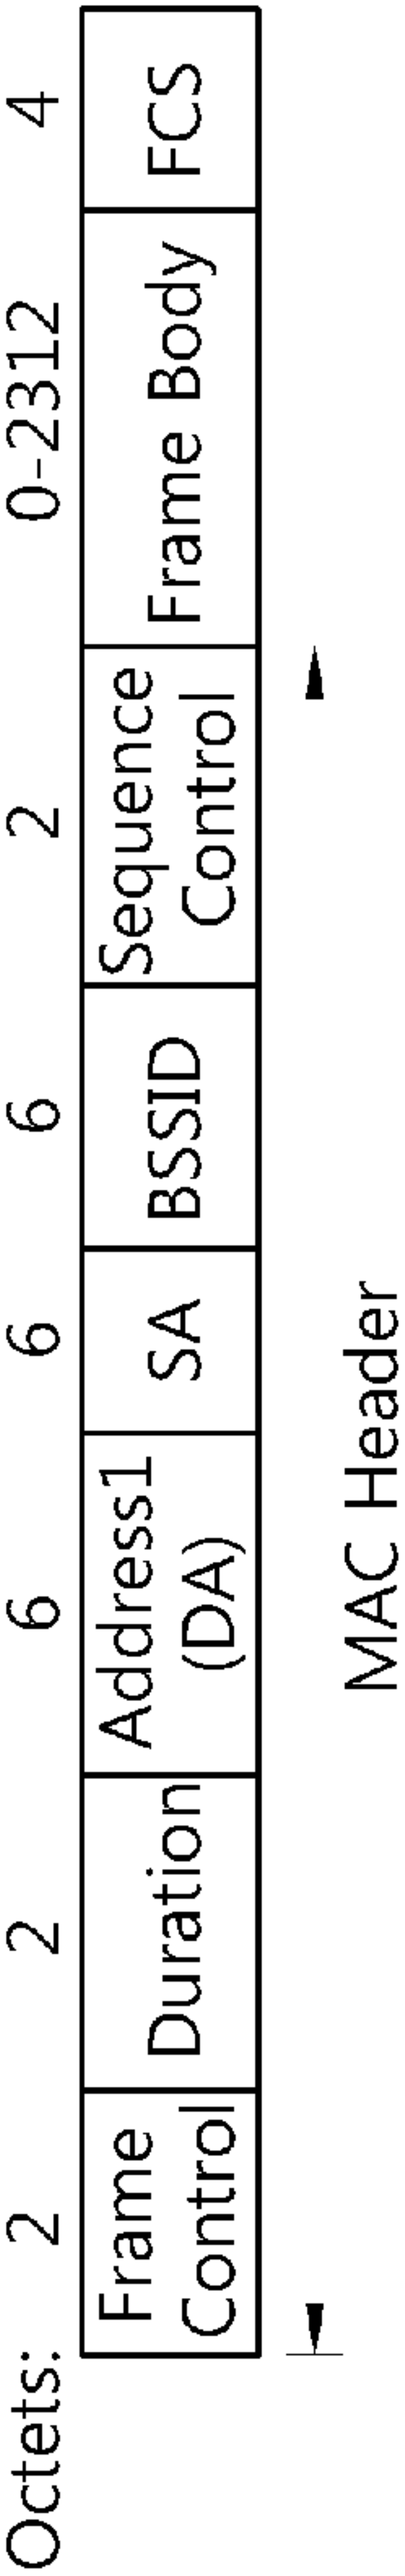 Octets: 2 2 6 6 6 2 0-2312 4
Frame Control
Duration
Address1 (DA)
SA
BSSID
Sequence Control
Frame Body
FCS
MAC Header